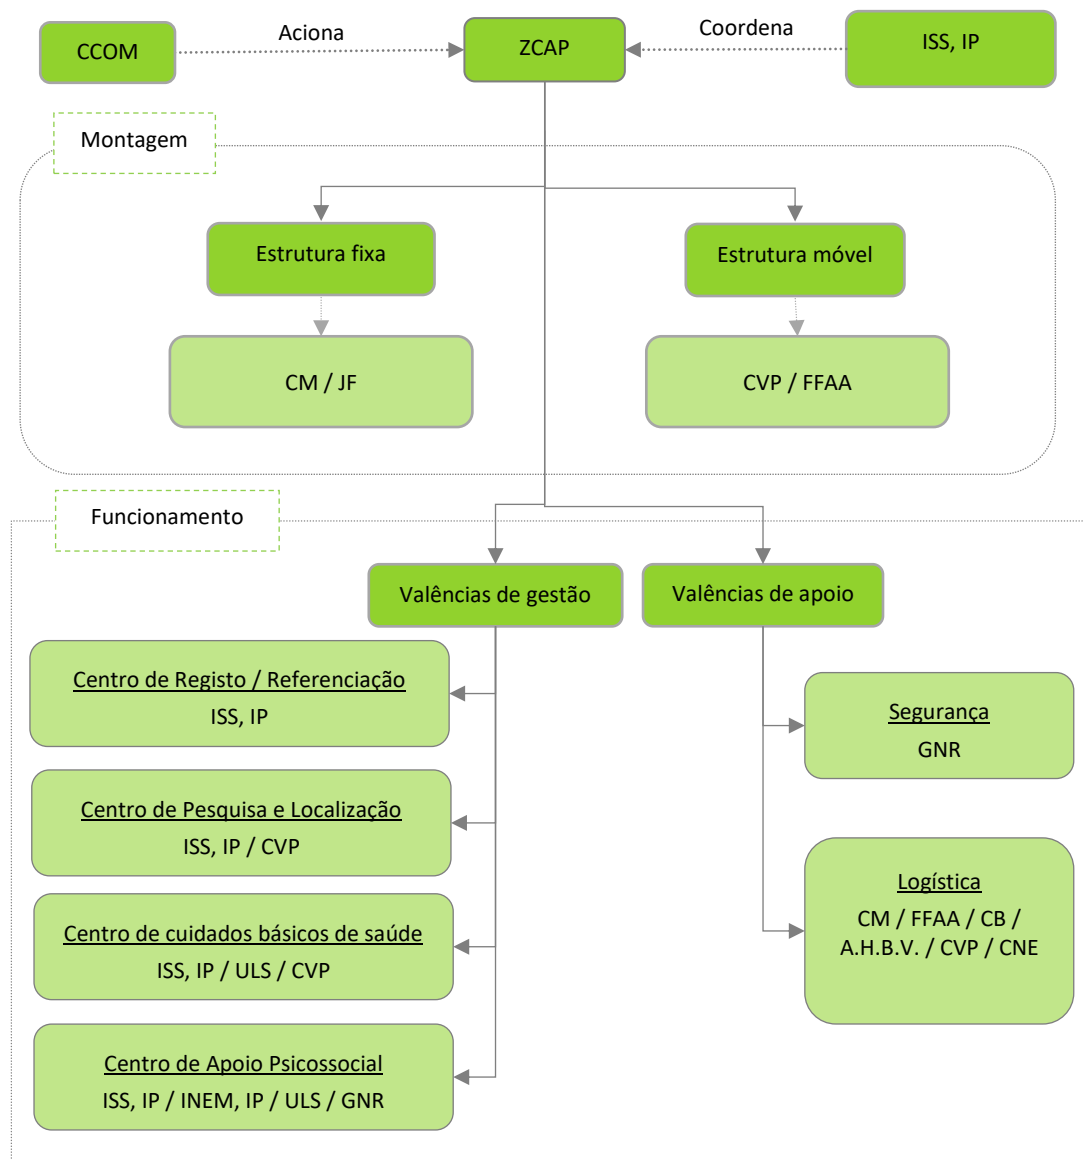 CCOM
Aciona
ZCAP
Coordena
ISS, IP
Montagem
Estrutura fixa
Estrutura móvel
CM / JF
CVP / FFAA
Funcionamento
Valências de gestão
Valências de apoio
Centro de Registo / Referenciação
ISS, IP
Centro de Pesquisa e Localização
ISS, IP / CVP
Centro de cuidados básicos de saúde
ISS, IP / ULS / CVP
Centro de Apoio Psicossocial
ISS, IP / INEM, IP / ULS / GNR
Segurança
GNR
Logística
CM / FFAA / CB /
A.H.B.V. / CVP / CNE